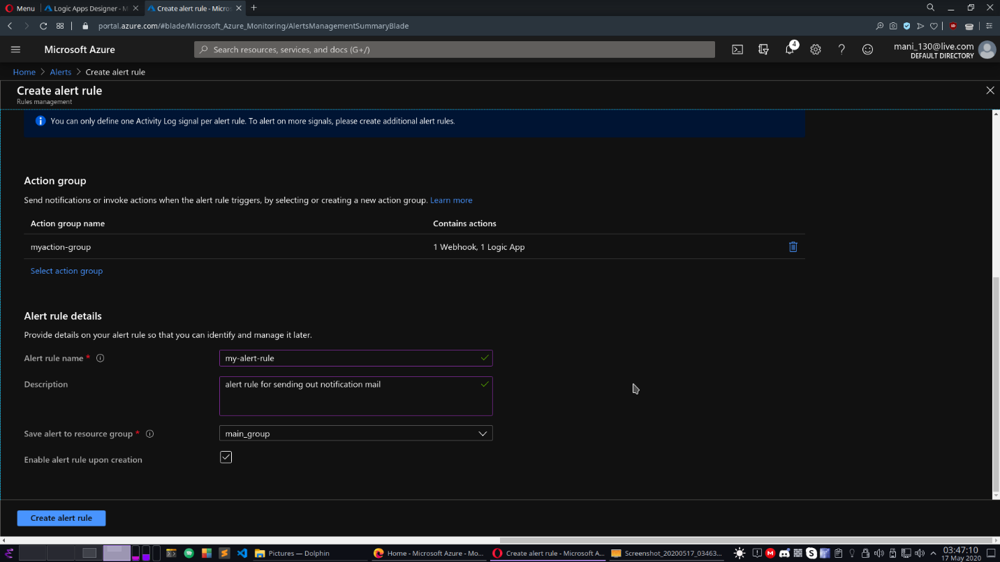 Menu
Logic Apps Designer - M
Create alert rule - Micros
portal.azure.com/#blade/Microsoft_Azure_Monitoring/AlertsManagementSummaryBlade
Microsoft Azure
Search resources, services, and docs (G+/)
4
mani_130@live.com
DEFAULT DIRECTORY
Home > Alerts > Create alert rule
Create alert rule
Rules management
You can only define one Activity Log signal per alert rule. To alert on more signals, please create additional alert rules.
Action group
Send notifications or invoke actions when the alert rule triggers, by selecting or creating a new action group. Learn more
Action group name Contains actions
myaction-group 1 Webhook, 1 Logic App
Select action group
Alert rule details
Provide details on your alert rule so that you can identify and manage it later.
Alert rule name * my-alert-rule
Description alert rule for sending out notification mail
Save alert to resource group * main_group
Enable alert rule upon creation
Create alert rule
Pictures — Dolphin
Home - Microsoft Azure - Mo...
Create alert rule - Microsoft A...
Screenshot_20200517_03463...
03:47:10
17 May 2020